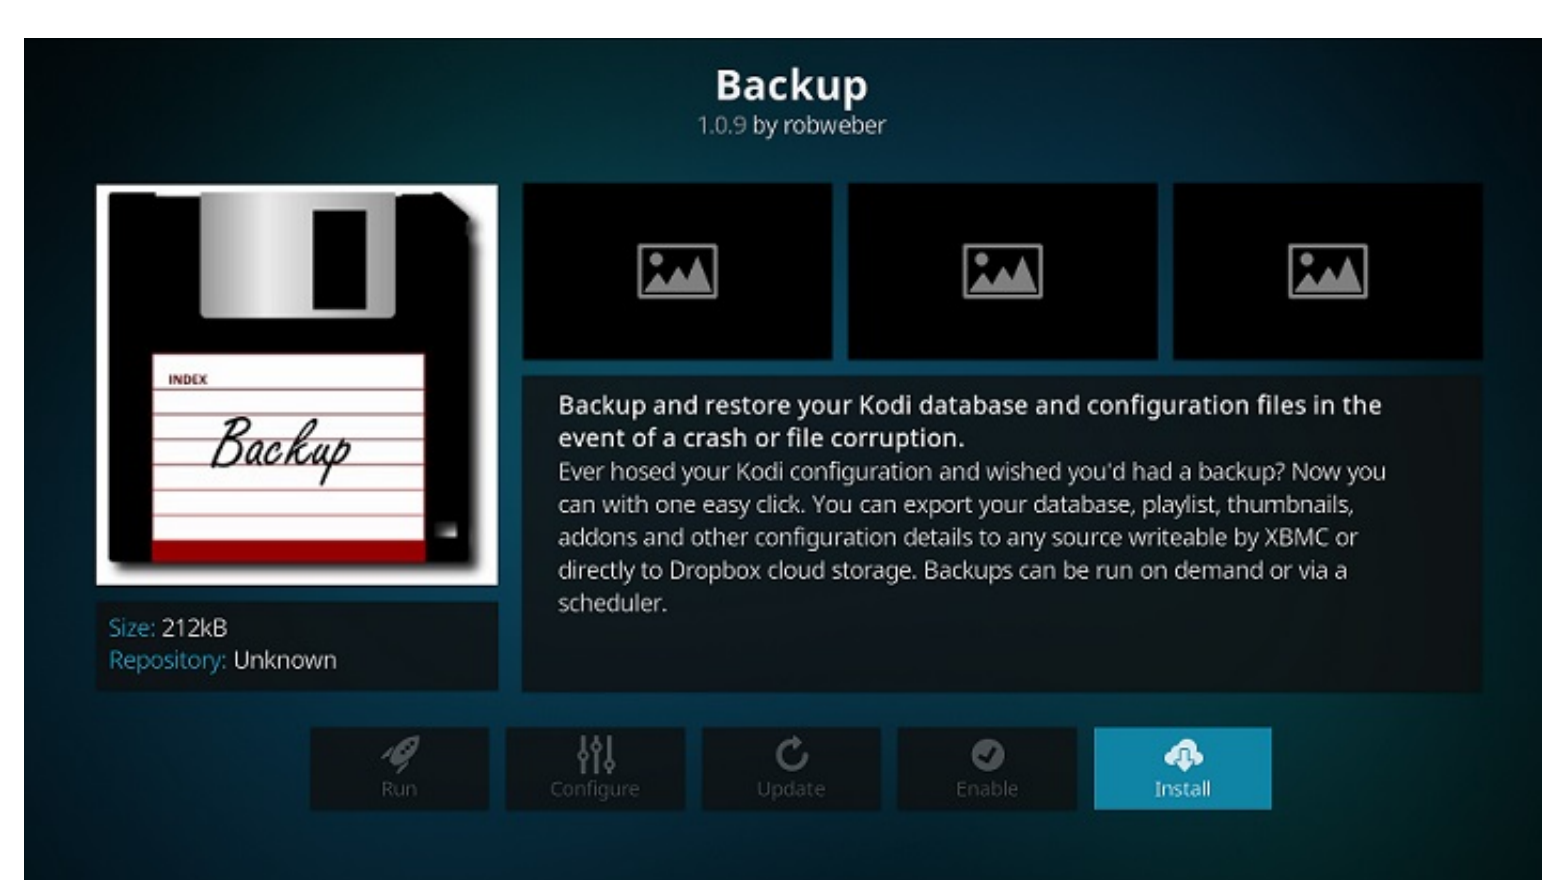 Backup
1.0.9 by robweber
INDEX
Backup
Backup and restore your Kodi database and configuration files in the
event of a crash or file corruption.
Ever hosed your Kodi configuration and wished you'd had a backup? Now you
can with one easy click. You can export your database, playlist, thumbnails,
addons and other configuration details to any source writeable by XBMC or
directly to Dropbox cloud storage. Backups can be run on demand or via a
scheduler.
Size: 212kB
Repository: Unknown
Run
Configure
Update
Enable
Install